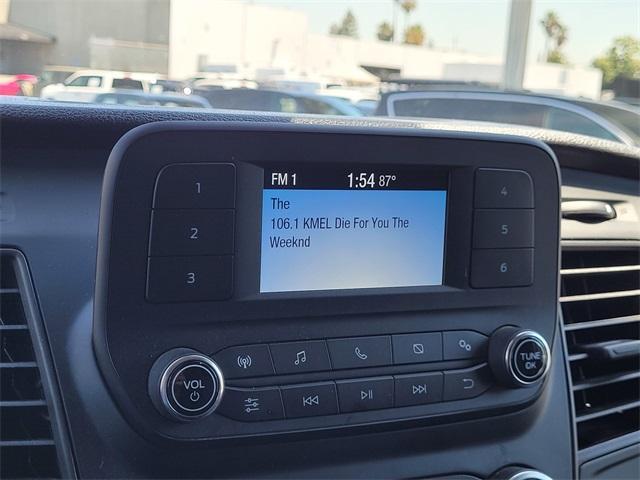 FM 1 1:54 87°
The
106.1 KMEL Die For You The
Weeknd
1
2
3
4
5
6
VOL
TUNE
OK